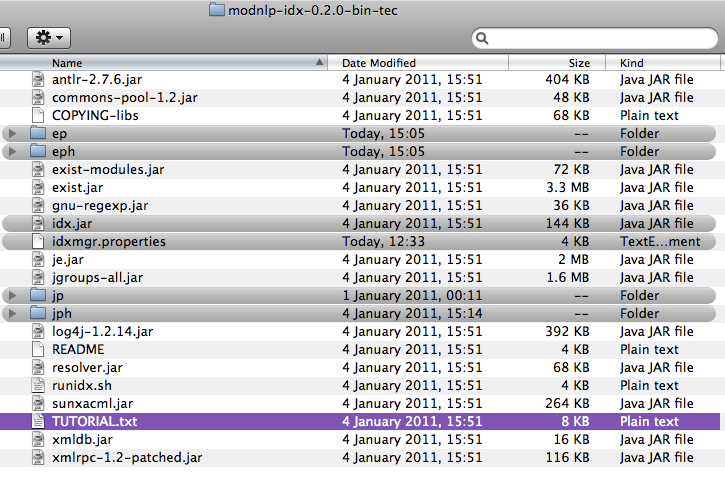 modnlp-idx-0.2.0-bin-tec
Name Date Modified Size Kind
antlr-2.7.6.jar 4 January 2011, 15:51 404 KB Java JAR file
commons-pool-1.2.jar 4 January 2011, 15:51 48 KB Java JAR file
COPYING-libs 4 January 2011, 15:51 68 KB Plain text
ep Today, 15:05 -- Folder
eph Today, 15:05 -- Folder
exist-modules.jar 4 January 2011, 15:51 72 KB Java JAR file
exist.jar 4 January 2011, 15:51 3.3 MB Java JAR file
gnu-regexp.jar 4 January 2011, 15:51 36 KB Java JAR file
idx.jar 4 January 2011, 15:51 144 KB Java JAR file
idxmgr.properties Today, 12:33 4 KB TextE...ment
je.jar 4 January 2011, 15:51 2 MB Java JAR file
jgroups-all.jar 4 January 2011, 15:51 1.6 MB Java JAR file
jp 1 January 2011, 00:11 -- Folder
jph 4 January 2011, 15:14 -- Folder
log4j-1.2.14.jar 4 January 2011, 15:51 392 KB Java JAR file
README 4 January 2011, 15:51 4 KB Plain text
resolver.jar 4 January 2011, 15:51 68 KB Java JAR file
runidx.sh 4 January 2011, 15:51 4 KB Plain text
sunxacml.jar 4 January 2011, 15:51 264 KB Java JAR file
TUTORIAL.txt 4 January 2011, 15:51 8 KB Plain text
xmldb.jar 4 January 2011, 15:51 16 KB Java JAR file
xmlrpc-1.2-patched.jar 4 January 2011, 15:51 116 KB Java JAR file